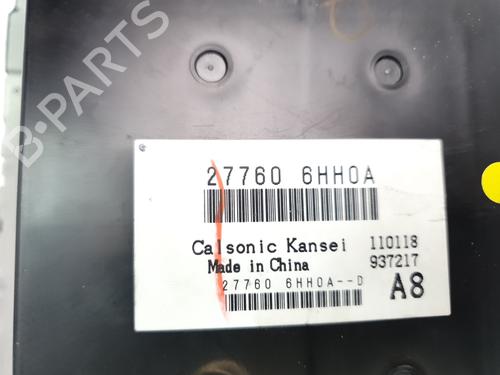 B-PARTS
27760 6HH0A
Calsonic Kansei 110118
Made in China 937217
27760 6HH0A--D
A8